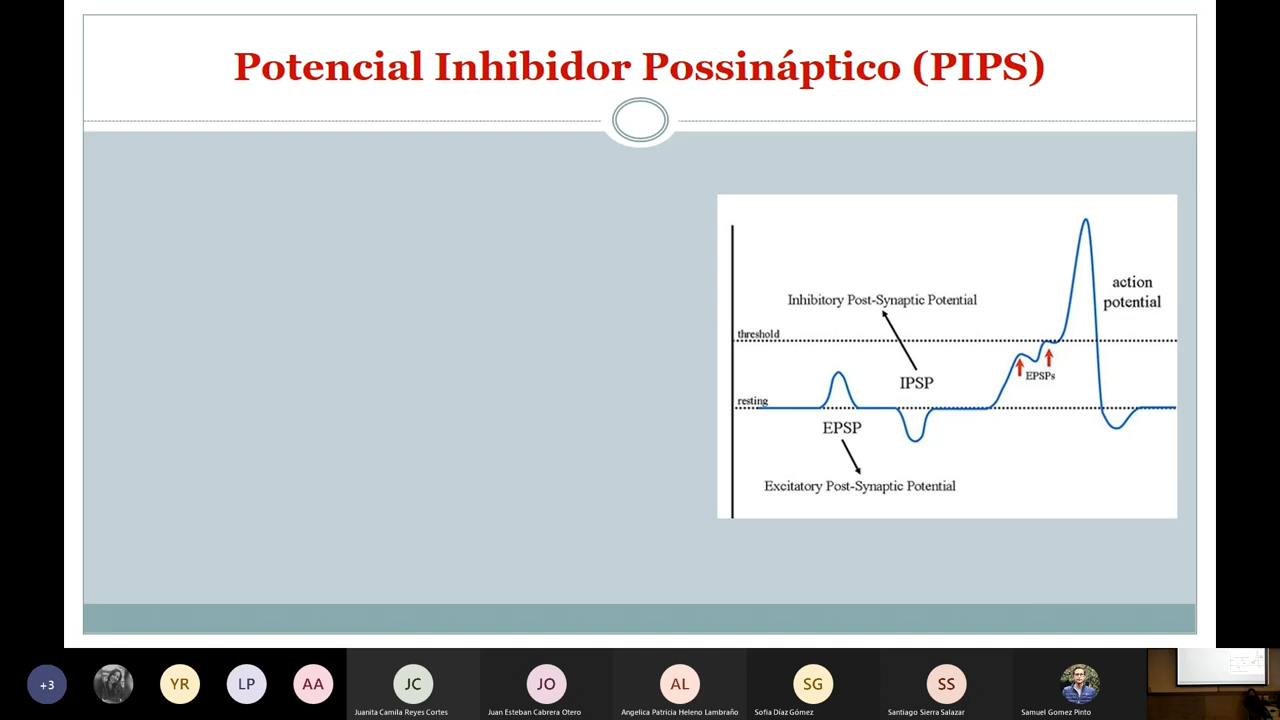 Potencial Inhibidor Possináptico (PIPS)
Inhibitory Post-Synaptic Potential
action
potential
threshold
IPSP
EPSPs
resting
EPSP
Excitatory Post-Synaptic Potential
+3
YR
LP
AA
JC
Juanita Camila Reyes Cortes
JO
Juan Esteban Cabrera Otero
AL
Angelica Patricia Heleno Lambraño
SG
Sofia Díaz Gómez
SS
Santiago Sierra Salazar
Samuel Gomez Pinto